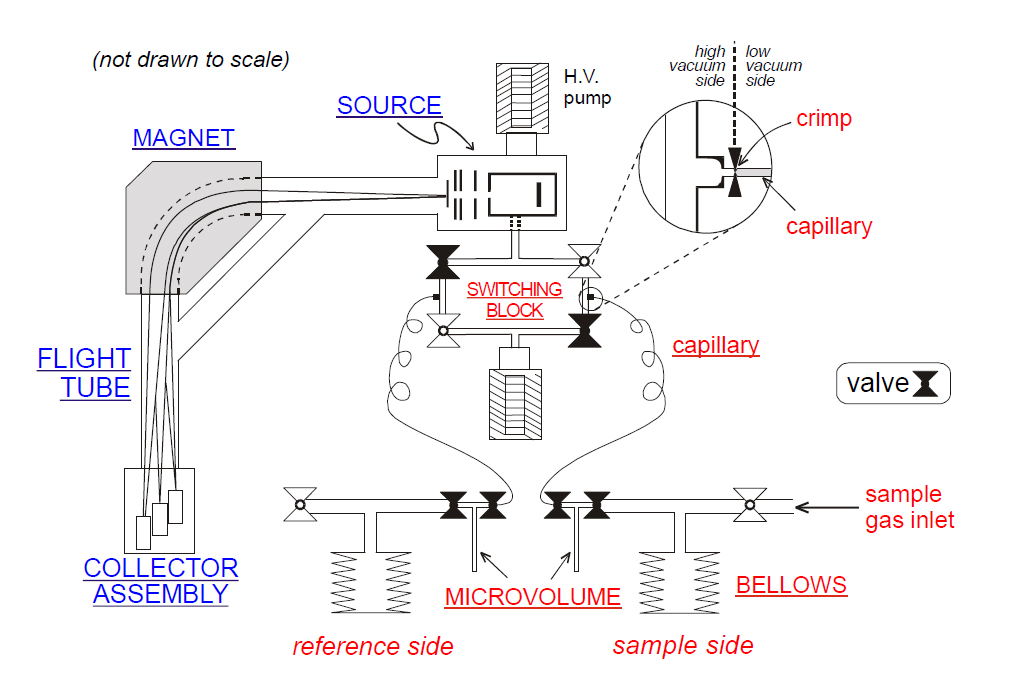 (not drawn to scale)
H.V.
pump
high
vacuum
side
low
vacuum
side
SOURCE
MAGNET
crimp
capillary
SWITCHING
BLOCK
capillary
FLIGHT
TUBE
valve
sample
gas inlet
COLLECTOR
ASSEMBLY
MICROVOLUME
BELLOWS
reference side
sample side